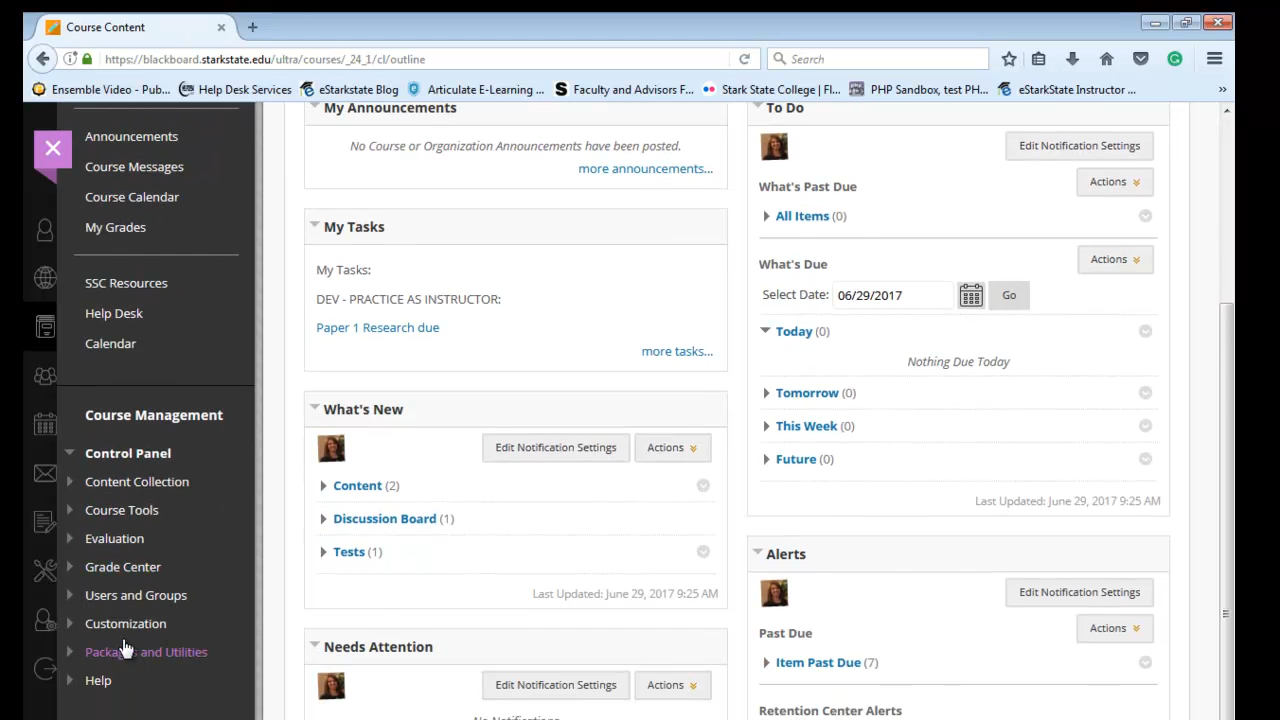 Course Content
https://blackboard.starkstate.edu/ultra/courses/_24_1/cl/outline
Search
Ensemble Video - Pub...
Help Desk Services
eStarkstate Blog
Articulate E-Learning ...
Faculty and Advisors F...
Stark State College | Fl...
PHP Sandbox, test PH...
eStarkState Instructor ...
Announcements
Course Messages
Course Calendar
My Grades
SSC Resources
Help Desk
Calendar
Course Management
Control Panel
Content Collection
Course Tools
Evaluation
Grade Center
Users and Groups
Customization
Packages and Utilities
Help
My Announcements
No Course or Organization Announcements have been posted.
more announcements...
My Tasks
My Tasks:
DEV - PRACTICE AS INSTRUCTOR:
Paper 1 Research due
more tasks...
What's New
Edit Notification Settings
Actions
Content (2)
Discussion Board (1)
Tests (1)
Last Updated: June 29, 2017 9:25 AM
Needs Attention
Edit Notification Settings
Actions
No Notifications
To Do
Edit Notification Settings
What's Past Due
Actions
All Items (0)
What's Due
Actions
Select Date: 06/29/2017 Go
Today (0)
Nothing Due Today
Tomorrow (0)
This Week (0)
Future (0)
Last Updated: June 29, 2017 9:25 AM
Alerts
Edit Notification Settings
Past Due
Actions
Item Past Due (7)
Retention Center Alerts